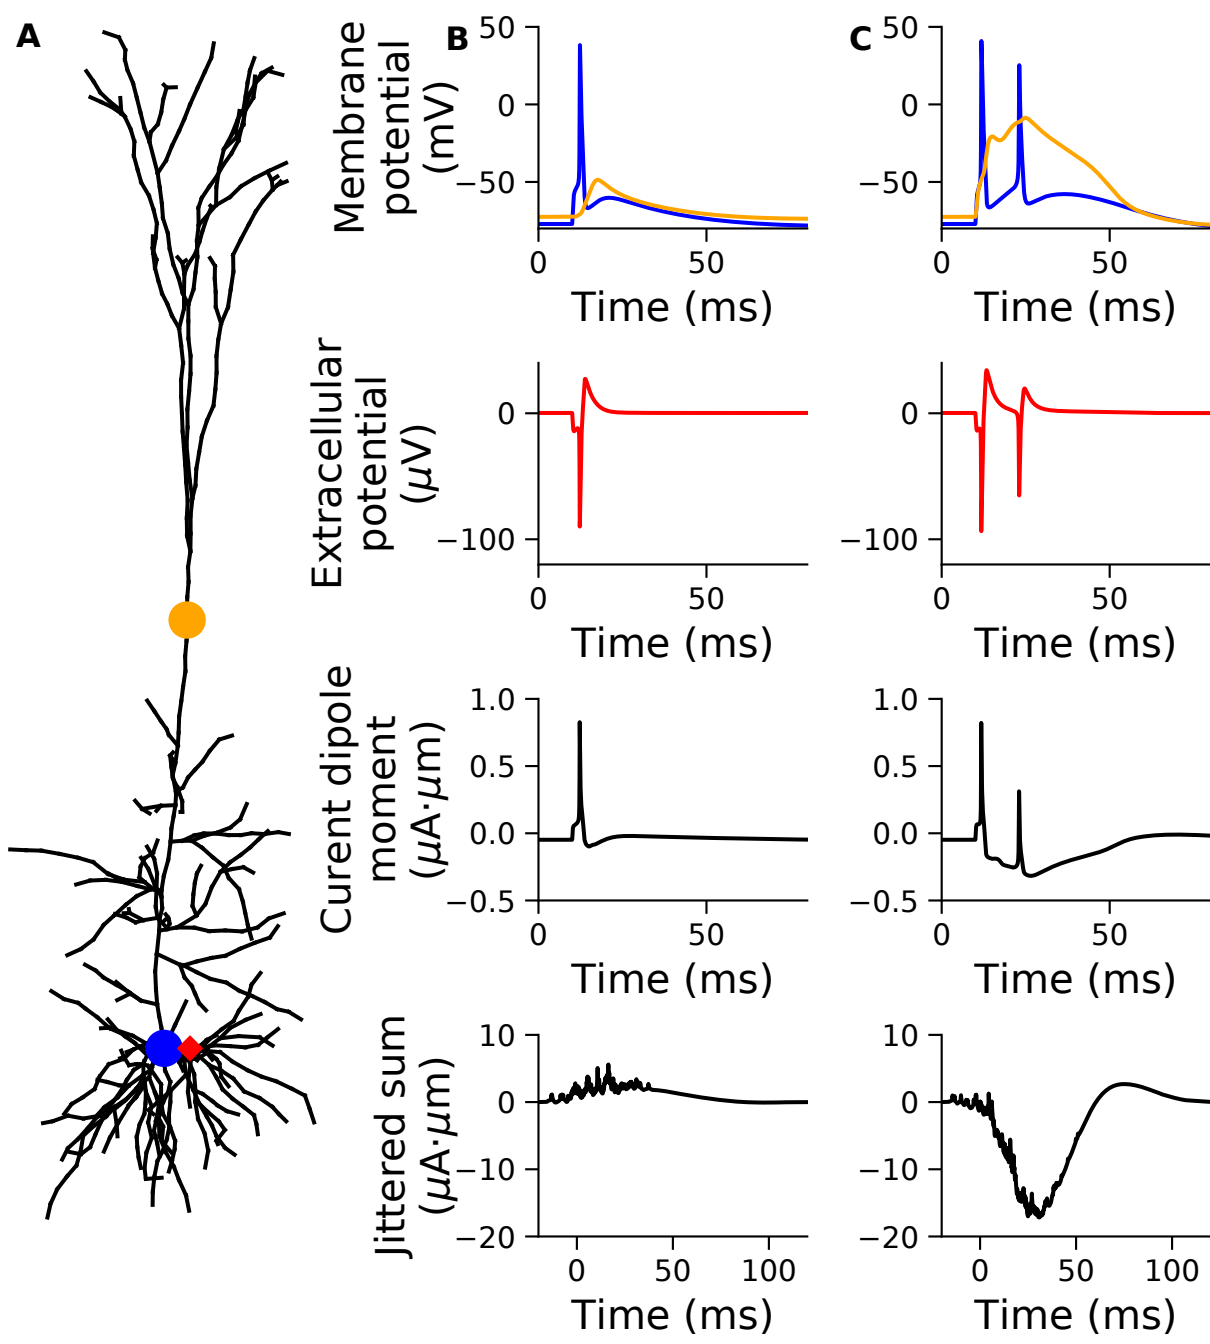 A
B
C
Membrane
potential
(mV)
50
0
−50
0
50
Time (ms)
50
0
−50
0
50
Time (ms)
Extracellular
potential
(μV)
0
−100
0
50
Time (ms)
0
−100
0
50
Time (ms)
Curent dipole
moment
(μA·μm)
1.0
0.5
0.0
−0.5
0
50
Time (ms)
1.0
0.5
0.0
−0.5
0
50
Time (ms)
Jittered sum
(μA·μm)
10
0
−10
−20
0
50
100
Time (ms)
10
0
−10
−20
0
50
100
Time (ms)